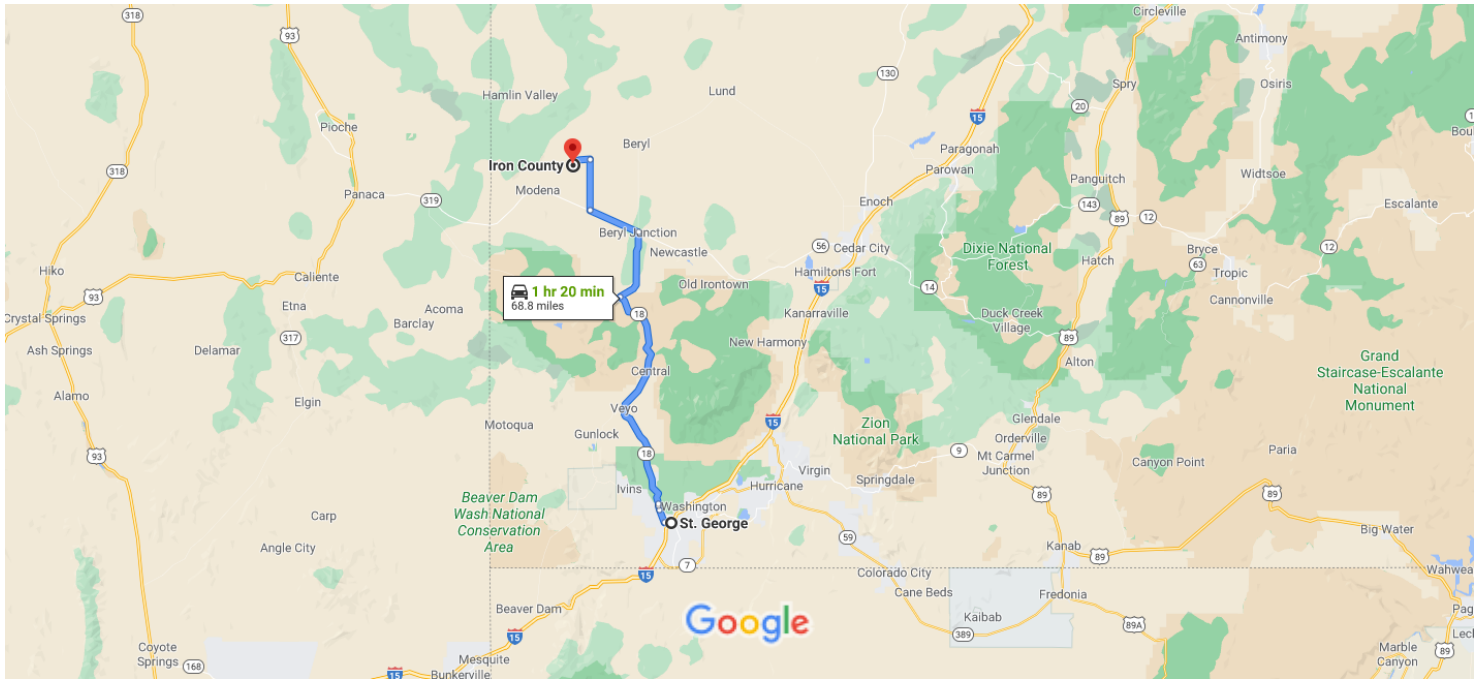 318
93
Circleville
Antimony
130
Spry
Osiris
Hamlin Valley
Lund
20
Pioche
15
318
Paragonah
Iron County
Beryl
Parowan
Panguitch
Widtsoe
Modena
Panaca
319
Enoch
143
89
12
Escalante
Beryl Junction
Newcastle
56
Cedar City
Dixie National
Forest
Hatch
Bryce
63
12
Hiko
Caliente
Hamiltons Fort
Tropic
93
1 hr 20 min
68.8 miles
Old Irontown
15
14
Etna
Acoma
Cannonville
Crystal Springs
Barclay
18
Kanarraville
Duck Creek
Village
317
89
Ash Springs
Delamar
New Harmony
Alton
Grand
Staircase-Escalante
National
Monument
Central
Alamo
Elgin
Veyo
Glendale
Motoqua
Gunlock
15
Zion
National Park
Orderville
93
18
9
Mt Carmel
Junction
Canyon Point
Paria
Virgin
Springdale
Ivins
Hurricane
89
89
Beaver Dam
Wash National
Conservation
Area
Washington
St. George
Carp
Big Water
59
Angle City
Kanab
89
7
15
Colorado City
Cane Beds
Fredonia
Beaver Dam
Kaibab
Google
89A
15
389
Coyote
Springs
168
Mesquite
Bunkerville
15
Marble
Canyon
89